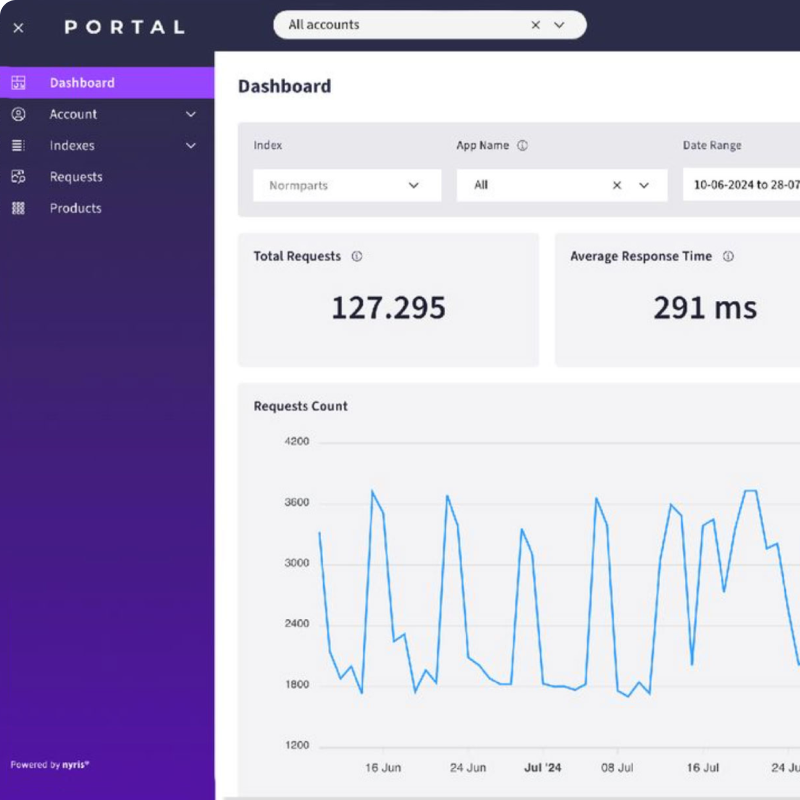 PORTAL
All accounts
Dashboard
Account
Indexes
Requests
Products
Powered by nyris®
Dashboard
Index
App Name
Date Range
Normparts
All
10-06-2024 to 28-07
Total Requests
127.295
Average Response Time
291 ms
Requests Count
4200
3600
3000
2400
1800
1200
16 Jun
24 Jun
Jul '24
08 Jul
16 Jul
24 Ju